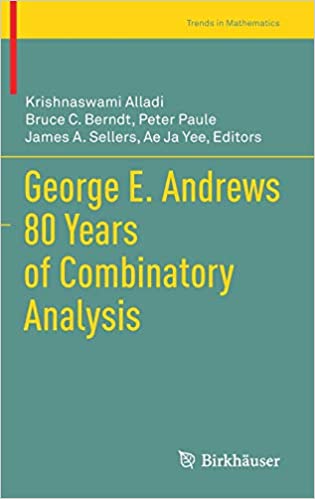 Trends in Mathematics
Krishnaswami Alladi
Bruce C. Berndt, Peter Paule
James A. Sellers, Ae Ja Yee, Editors
George E. Andrews
80 Years
of Combinatory
Analysis
Birkhäuser